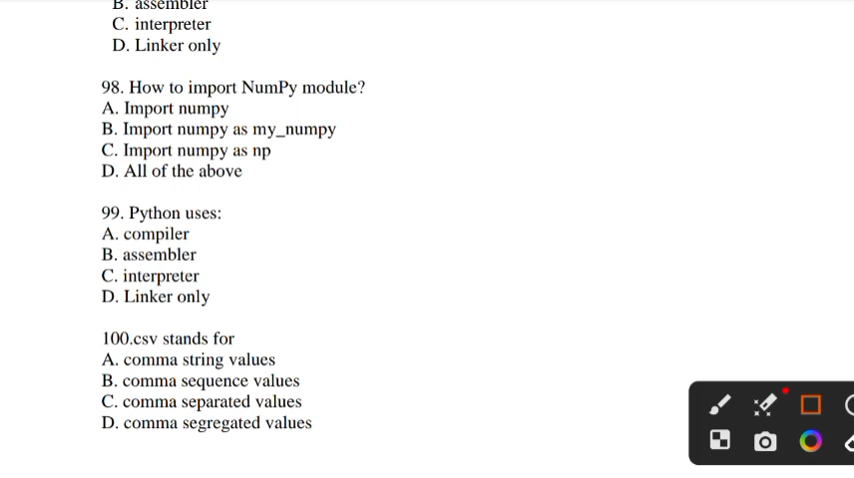 B. assembler
C. interpreter
D. Linker only
98. How to import NumPy module?
A. Import numpy
B. Import numpy as my_numpy
C. Import numpy as np
D. All of the above
99. Python uses:
A. compiler
B. assembler
C. interpreter
D. Linker only
100.csv stands for
A. comma string values
B. comma sequence values
C. comma separated values
D. comma segregated values